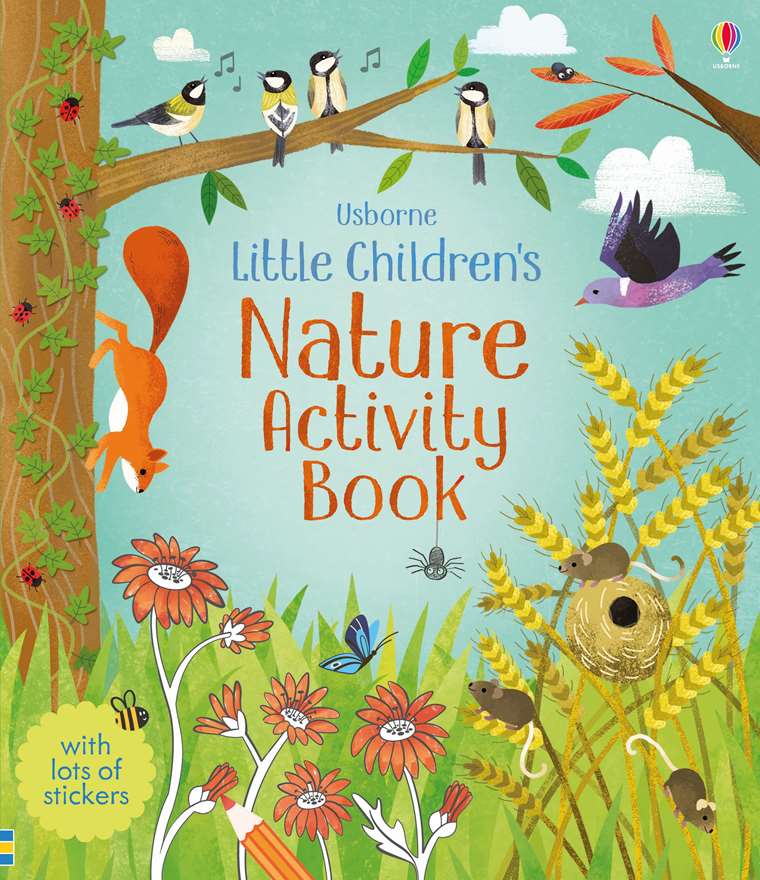 USBORNE
Usborne
Little Children's
Nature
Activity
Book
with
lots of
stickers